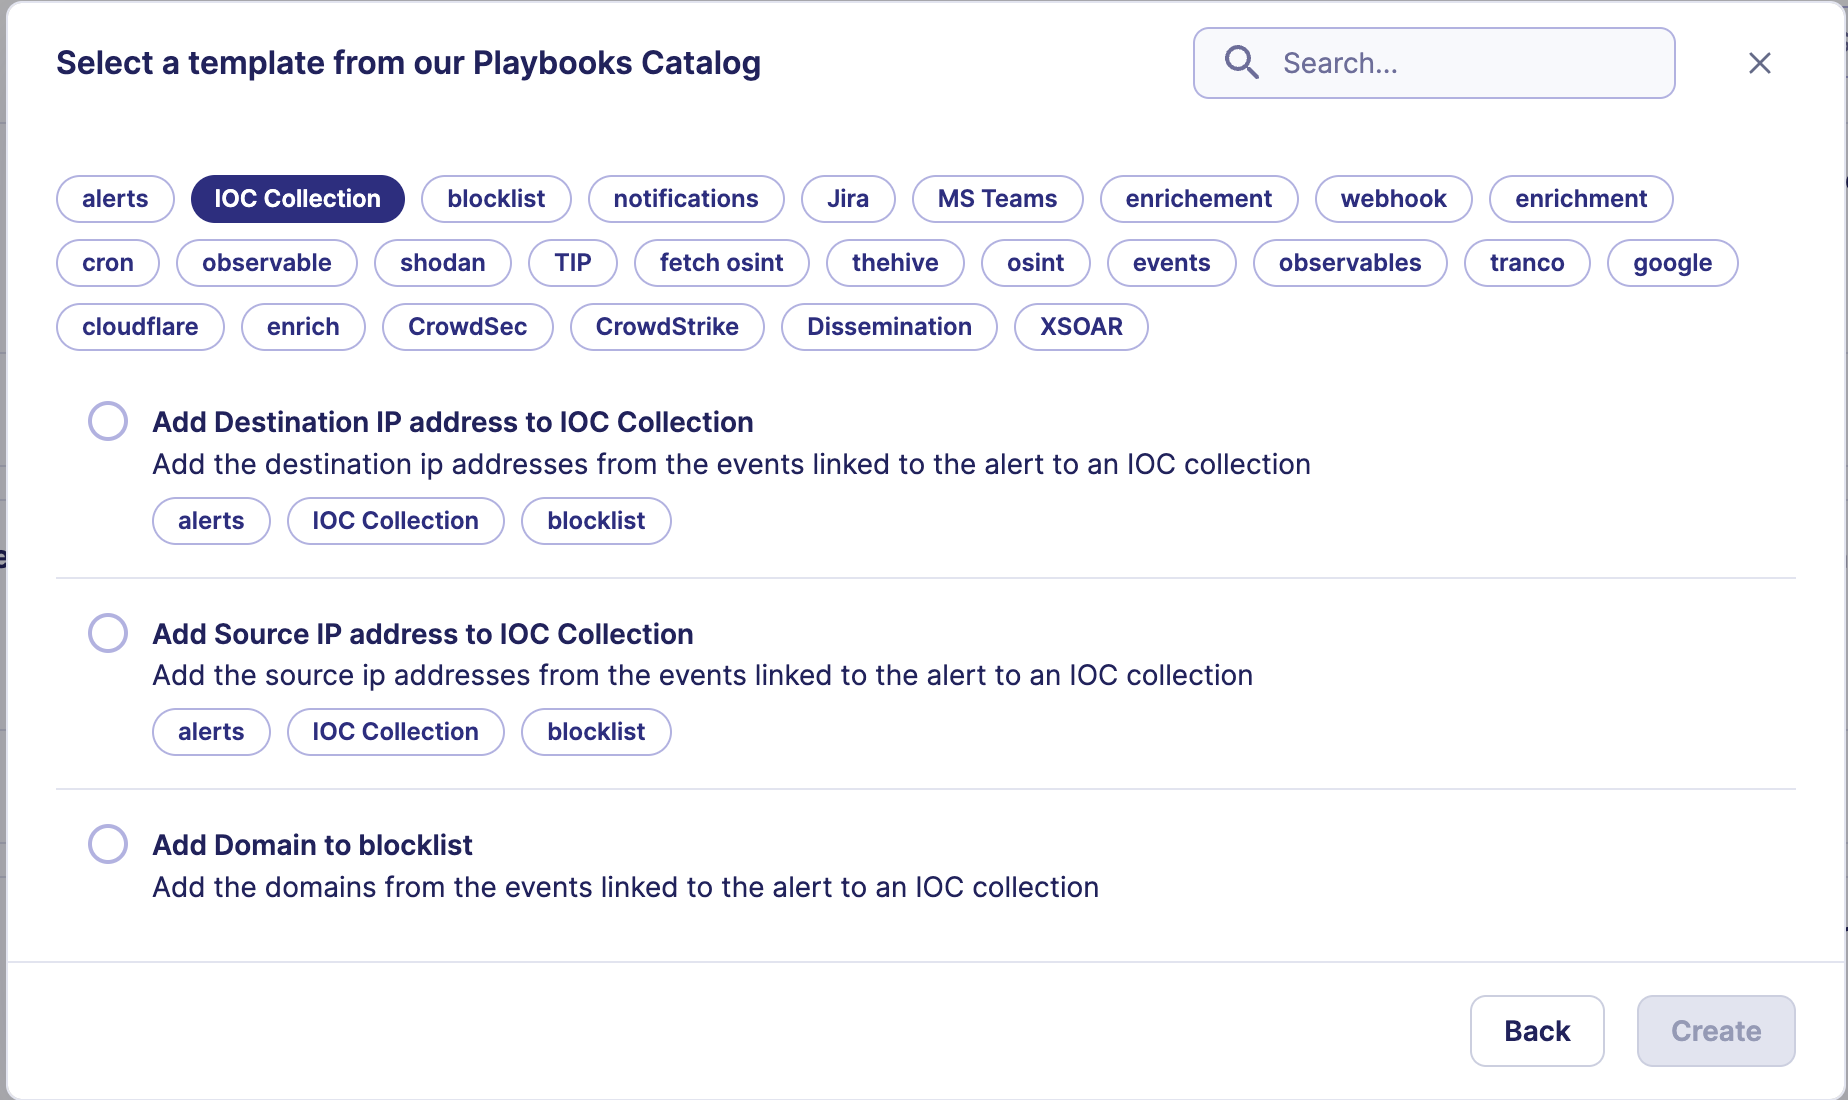 Select a template from our Playbooks Catalog
Search...
alerts IOC Collection blocklist notifications Jira MS Teams enrichement webhook enrichment
cron observable shodan TIP fetch osint thehive osint events observables tranco google
cloudflare enrich CrowdSec CrowdStrike Dissemination XSOAR
Add Destination IP address to IOC Collection
Add the destination ip addresses from the events linked to the alert to an IOC collection
alerts IOC Collection blocklist
Add Source IP address to IOC Collection
Add the source ip addresses from the events linked to the alert to an IOC collection
alerts IOC Collection blocklist
Add Domain to blocklist
Add the domains from the events linked to the alert to an IOC collection
Back Create